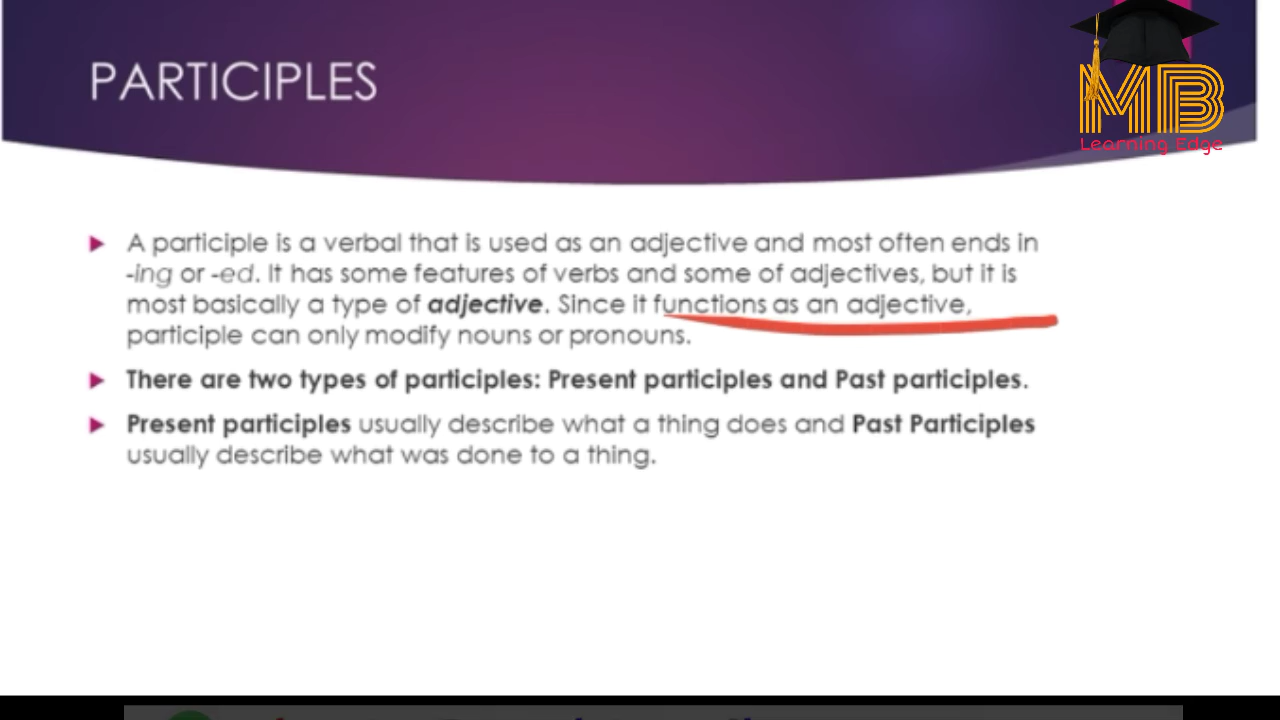 PARTICIPLES
MB
Learning Edge
A participle is a verbal that is used as an adjective and most often ends in
-ing or -ed. It has some features of verbs and some of adjectives, but it is
most basically a type of adjective. Since it functions as an adjective,
participle can only modify nouns or pronouns.
There are two types of participles: Present participles and Past participles.
Present participles usually describe what a thing does and Past Participles
usually describe what was done to a thing.